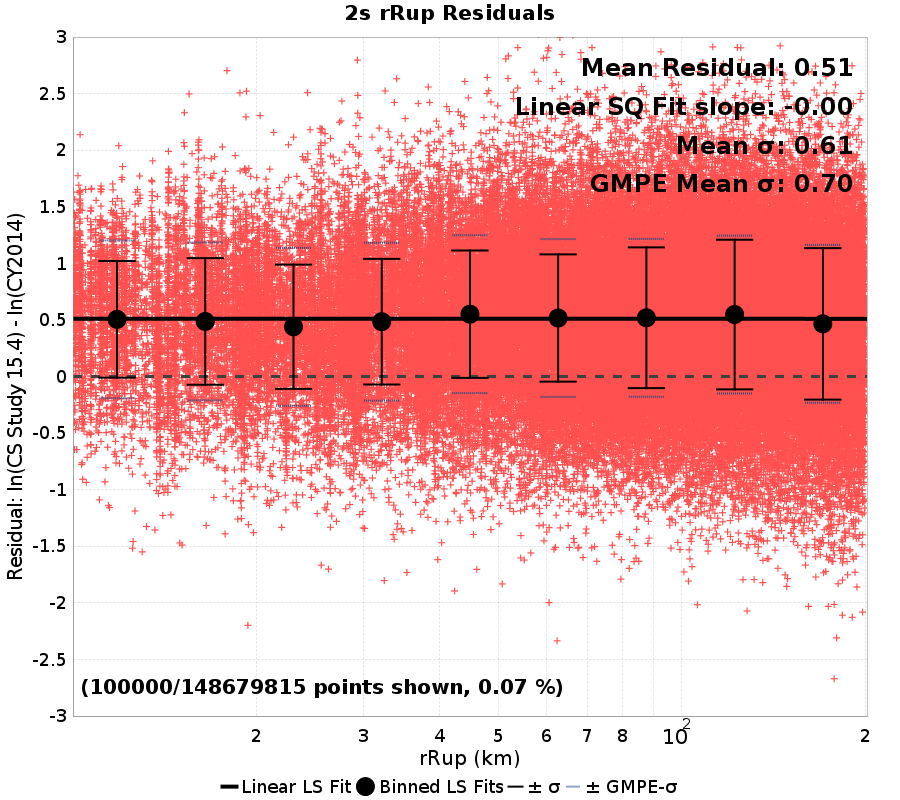 2s rRup Residuals
Mean Residual: 0.51
Linear SQ Fit slope: -0.00
Mean σ: 0.61
GMPE Mean σ: 0.70
3
2.5
2
1.5
1
0.5
0
-0.5
-1
-1.5
-2
-2.5
-3
Residual: ln(CS Study 15.4) - ln(CY2014)
(100000/148679815 points shown, 0.07 %)
2 3 4 5 6 7 8 10² 2
rRup (km)
Linear LS Fit Binned LS Fits ± σ ± GMPE-σ